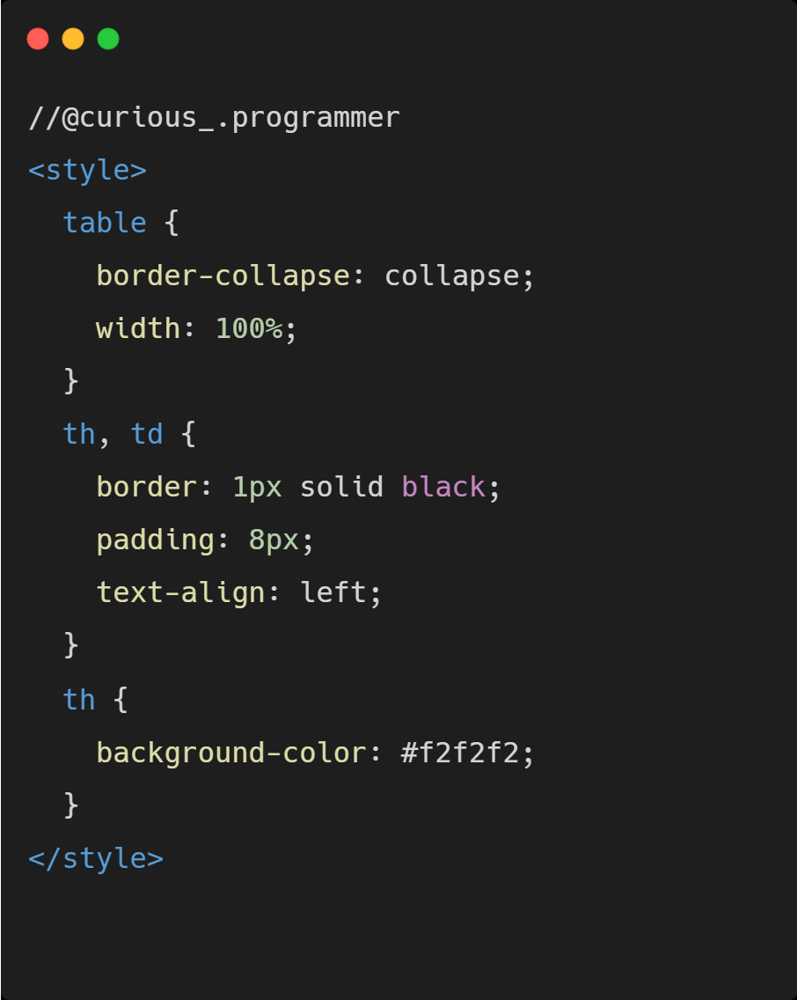 //@curious_.programmer
<style>
  table {
    border-collapse: collapse;
    width: 100%;
  }
  th, td {
    border: 1px solid black;
    padding: 8px;
    text-align: left;
  }
  th {
    background-color: #f2f2f2;
  }
</style>